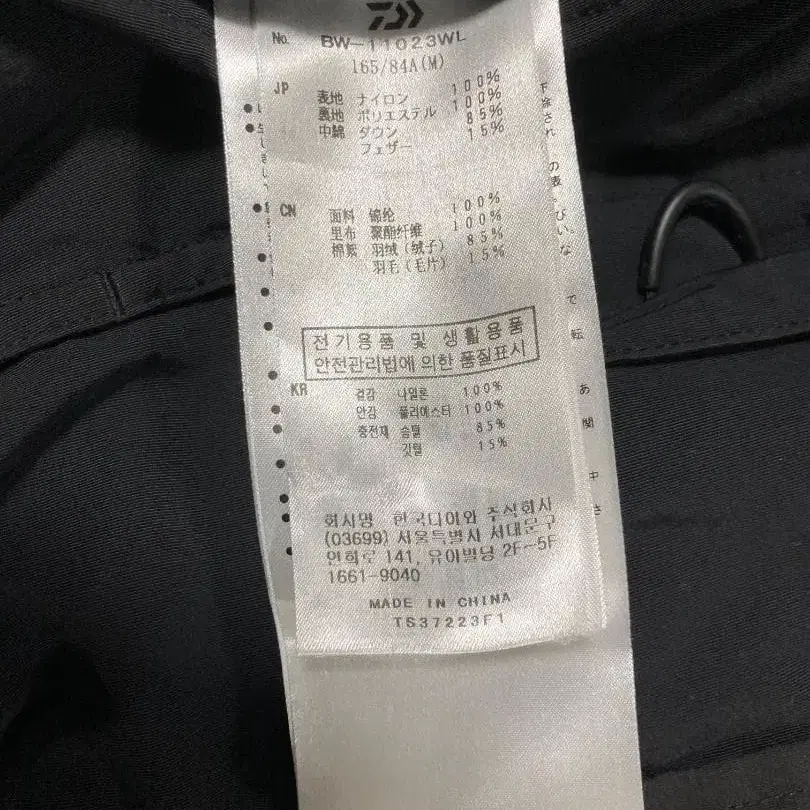 No. BW-11023WL
165/84A(M)
JP
表地 ナイロン 100%
裏地 ポリエステル 100%
中綿 ダウン 85%
フェザー 15%
CN
面料 锦纶 100%
里布 聚酯纤维 100%
棉絮 羽绒(绒子) 85%
羽毛(毛片) 15%
전기용품 및 생활용품
안전관리법에 의한 품질표시
KR
겉감 나일론 100%
안감 폴리에스터 100%
충전재 솜털 85%
깃털 15%
회사명 한국다이와 주식회사
(03699) 서울특별시 서대문구
연희로 141, 유아빌딩 2F~5F
1661-9040
MADE IN CHINA
TS37223F1